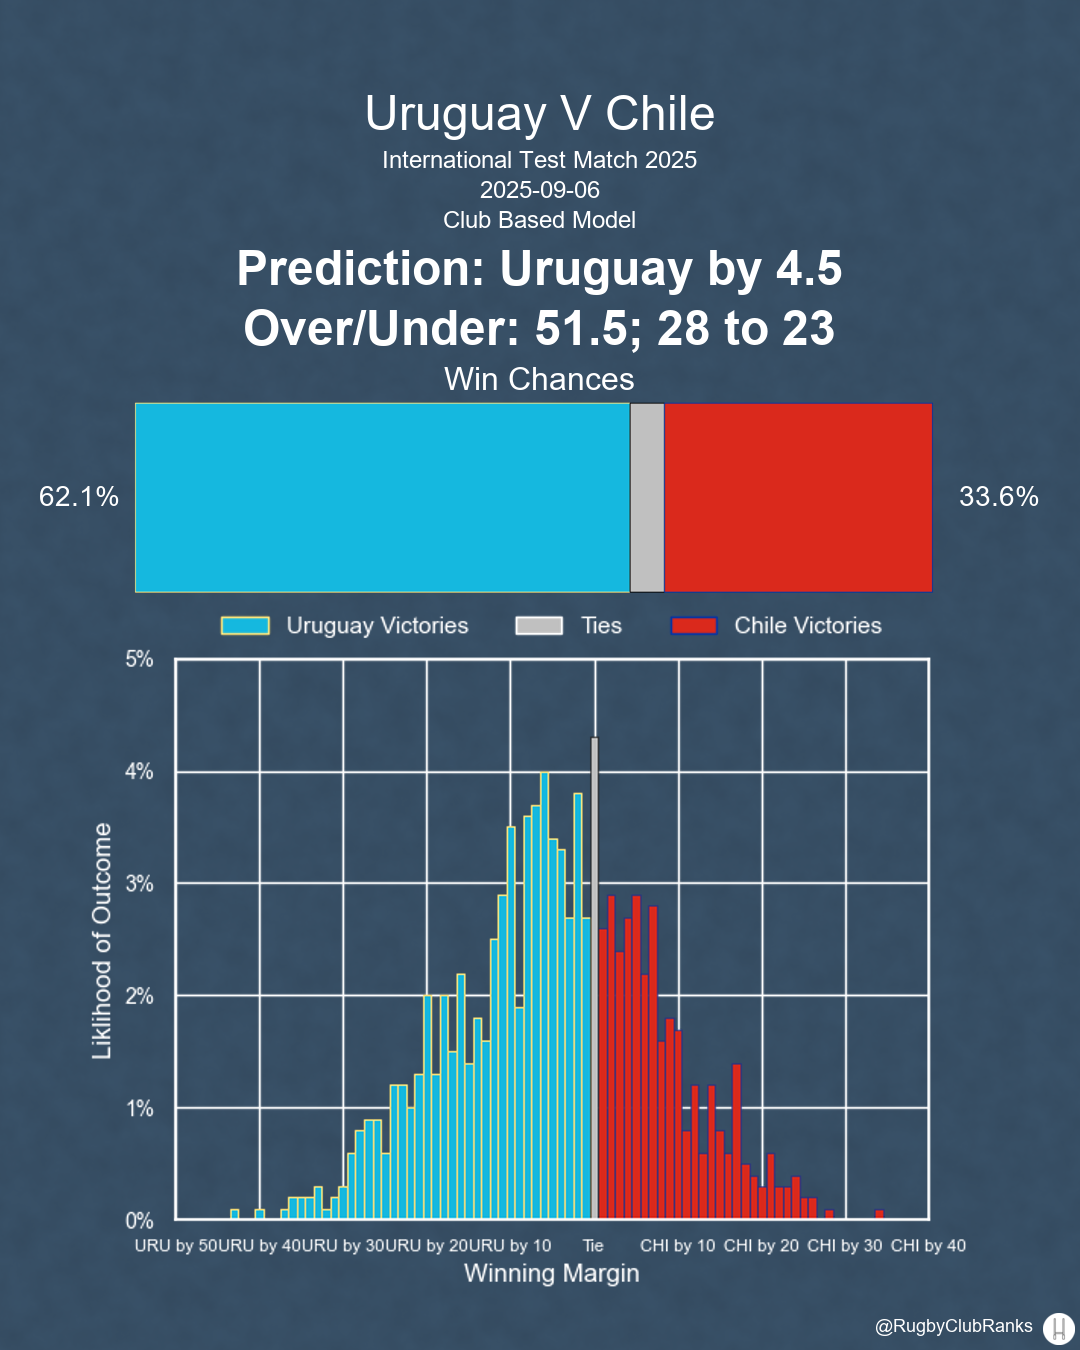 Uruguay V Chile
International Test Match 2025
2025-09-06
Club Based Model
Prediction: Uruguay by 4.5
Over/Under: 51.5; 28 to 23
Win Chances
62.1%
33.6%
Uruguay Victories Ties Chile Victories
5%
4%
3%
2%
1%
0%
Liklihood of Outcome
URU by 50 URU by 40 URU by 30 URU by 20 URU by 10 Tie CHI by 10 CHI by 20 CHI by 30 CHI by 40
Winning Margin
@RugbyClubRanks